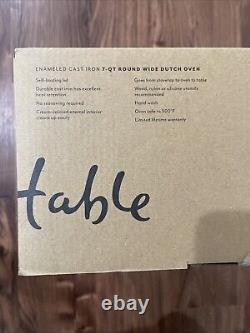 ENAMELED CAST IRON 7-QT ROUND WIDE DUTCH OVEN
Self-basting lid
Durable cast iron has excellent
heat retention
No seasoning required
Cream-colored enamel interior
cleans up easily
Goes from stovetop to oven to table
Wood, nylon or silicone utensils
recommended
Hand wash
Oven safe to 500°F
Limited lifetime warranty
table